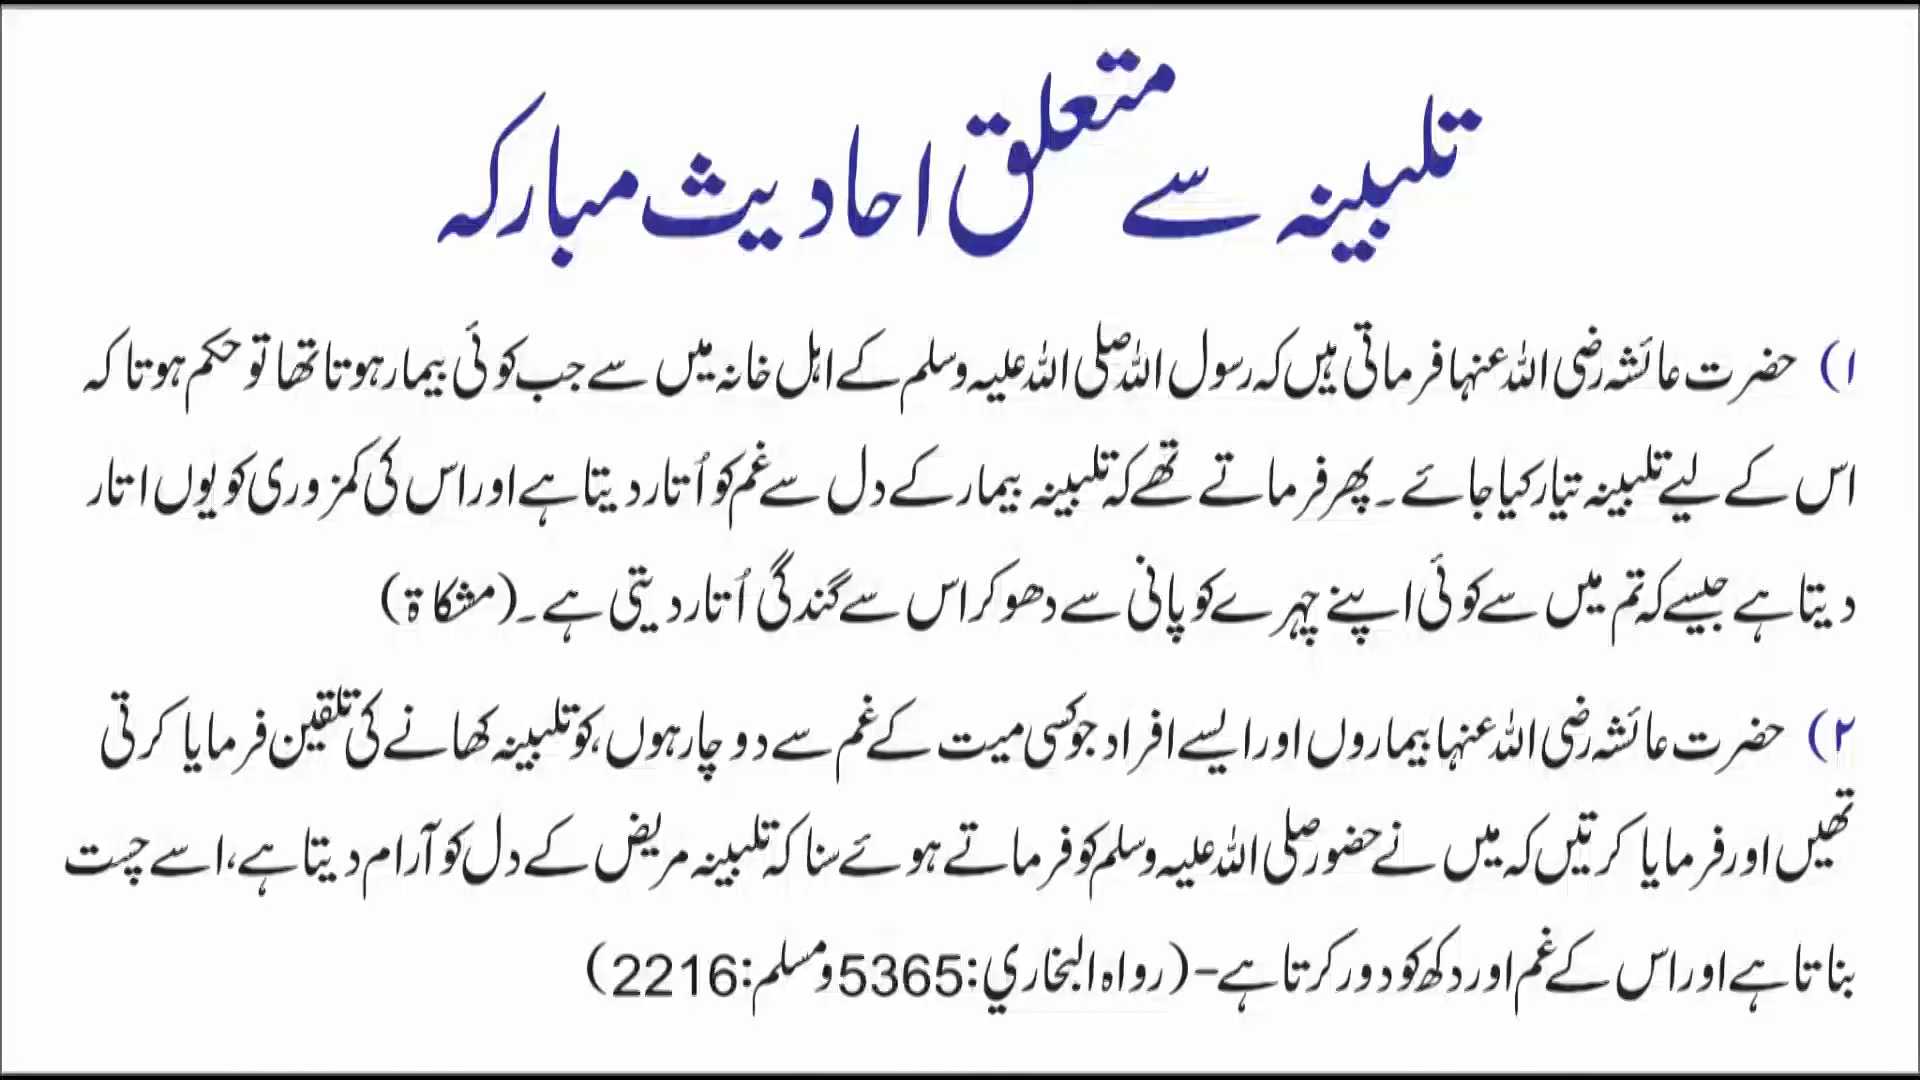 تلبینہ سے متعلق احادیث مبارکہ
۱) حضرت عائشہ رضی اللہ عنہا فرماتی ہیں کہ رسول اللہ صلی اللہ علیہ وسلم کے اہل خانہ میں سے جب کوئی بیمار ہوتا تھا تو حکم ہوتا کہ
اس کے لیے تلبینہ تیار کیا جائے۔ پھر فرماتے تھے کہ تلبینہ بیمار کے دل سے غم کو اُتار دیتا ہے اور اس کی کمزوری کو یوں اتار
دیتا ہے جیسے کہ تم میں سے کوئی اپنے چہرے کو پانی سے دھو کر اس سے گندگی اُتار دیتی ہے۔ (مشکاۃ)
۲) حضرت عائشہ رضی اللہ عنہا بیماروں اور ایسے افراد جو کسی میت کے غم سے دو چار ہوں، کو تلبینہ کھانے کی تلقین فرمایا کرتی
تھیں اور فرمایا کرتیں کہ میں نے حضور صلی اللہ علیہ وسلم کو فرماتے ہوئے سنا کہ تلبینہ مریض کے دل کو آرام دیتا ہے، اسے چست
بناتا ہے اور اس کے غم اور دکھ کو دور کرتا ہے- (رواہ البخاري:5365 ومسلم:2216)